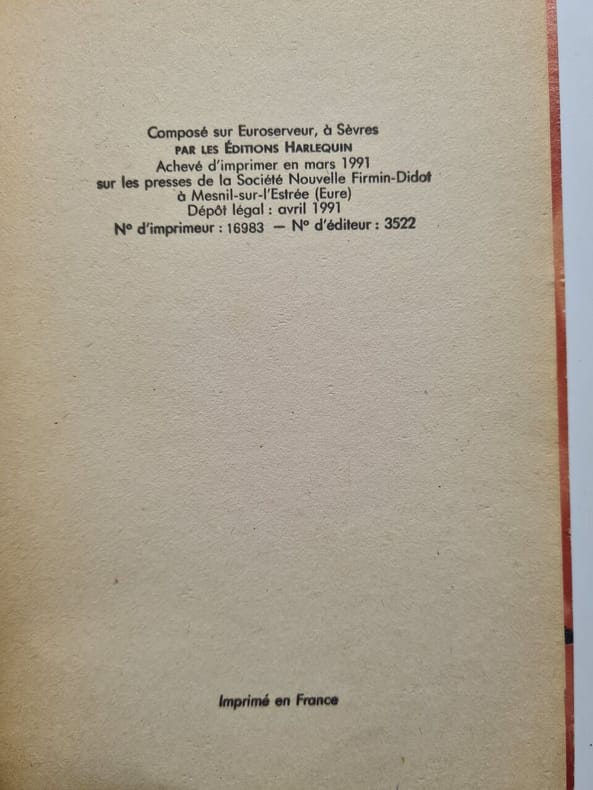 Composé sur Euroserveur, à Sèvres
PAR LES ÉDITIONS HARLEQUIN
Achevé d'imprimer en mars 1991
sur les presses de la Société Nouvelle Firmin-Didot
à Mesnil-sur-l'Estrée (Eure)
Dépôt légal : avril 1991
N° d'imprimeur : 16983 — N° d'éditeur : 3522
Imprimé en France